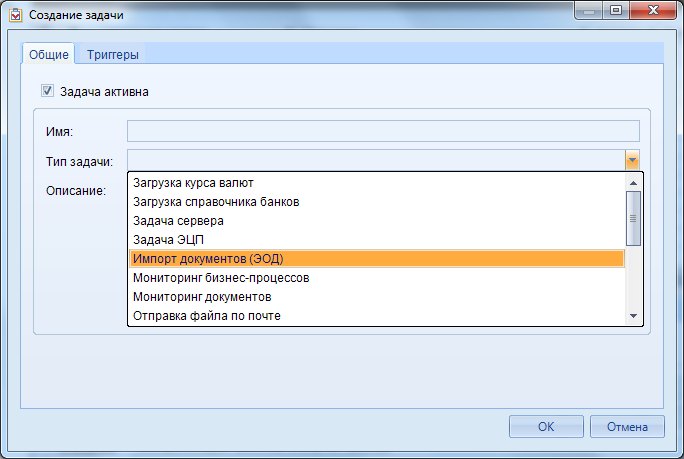 Создание задачи
Общие Триггеры
Задача активна
Имя:
Тип задачи:
Описание:
Загрузка курса валют
Загрузка справочника банков
Задача сервера
Задача ЭЦП
Импорт документов (ЭОД)
Мониторинг бизнес-процессов
Мониторинг документов
Отправка файла по почте
OK Отмена